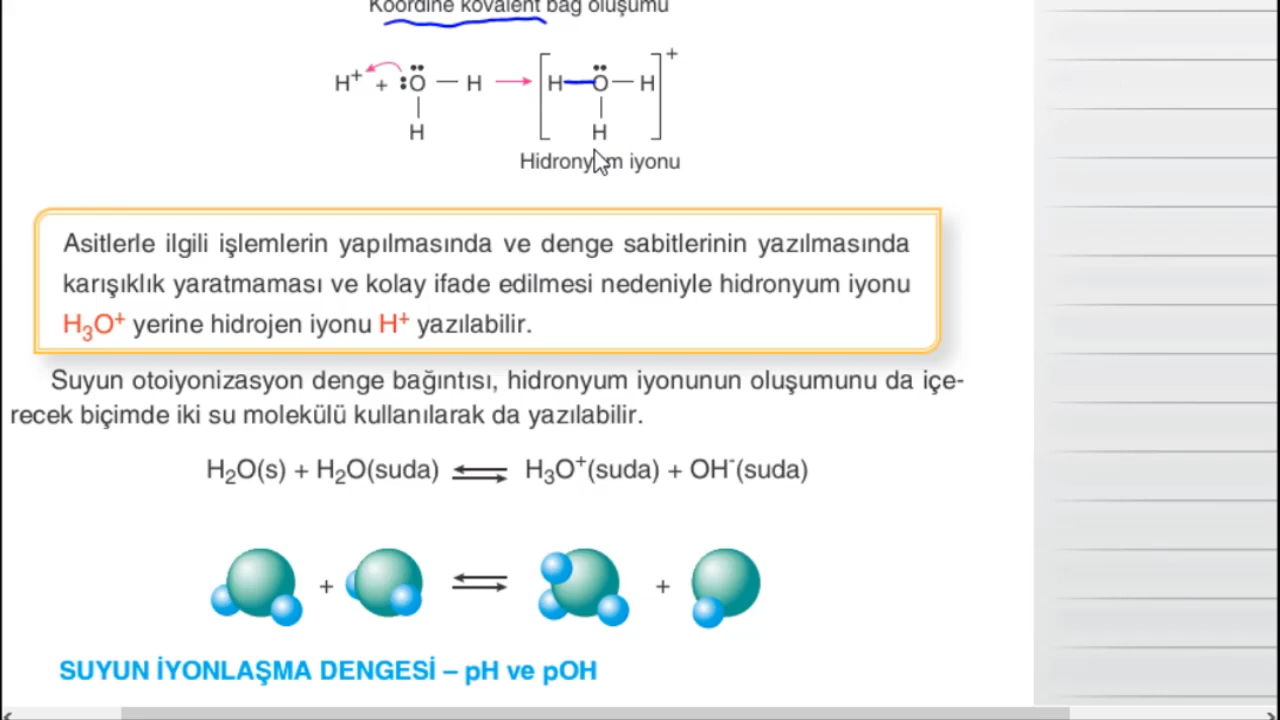 Koordine kovalent bağ oluşumu
H⁺ + :O — H → [H—O—H]⁺
H H
Hidronyum iyonu
Asitlerle ilgili işlemlerin yapılmasında ve denge sabitlerinin yazılmasında
karışıklık yaratmaması ve kolay ifade edilmesi nedeniyle hidronyum iyonu
H₃O⁺ yerine hidrojen iyonu H⁺ yazılabilir.
Suyun otoiyonizasyon denge bağıntısı, hidronyum iyonunun oluşumunu da içe-
recek biçimde iki su molekülü kullanılarak da yazılabilir.
H₂O(s) + H₂O(suda) ⇌ H₃O⁺(suda) + OH⁻(suda)
+ ⇌ +
SUYUN İYONLAŞMA DENGESİ – pH ve pOH